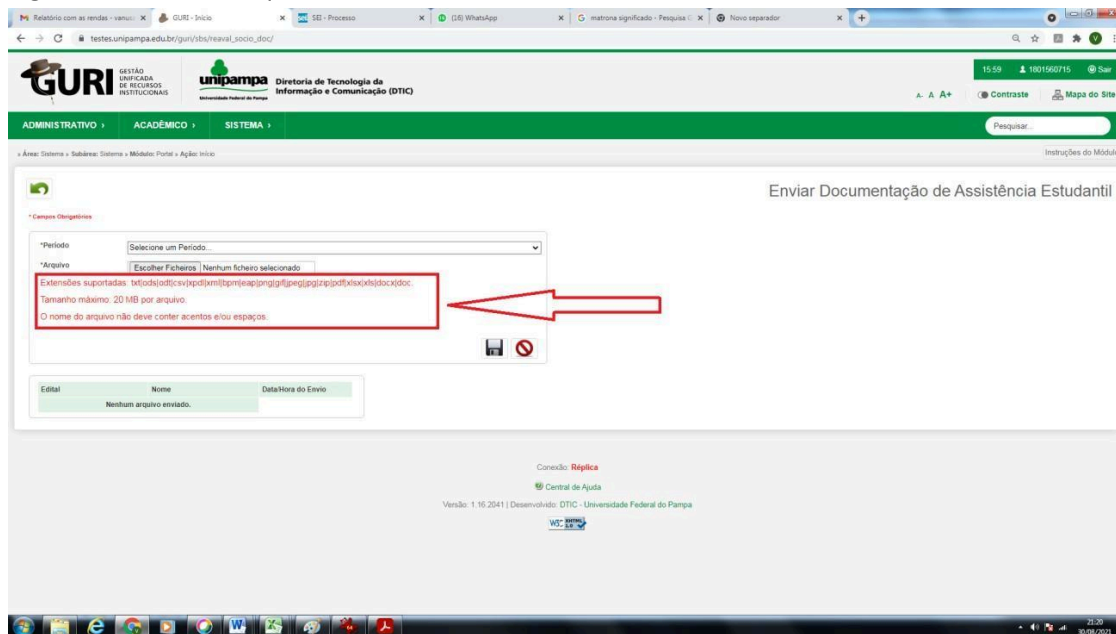 Relatório com as rendas - vanus
GURI - Início
SEI - Processo
(16) WhatsApp
matrona significado - Pesquisa G
Novo separador
testes.unipampa.edu.br/guri/sbs/reaval_socio_doc/
GURI
GESTÃO
UNIFICADA
DE RECURSOS
INSTITUCIONAIS
unipampa
Universidade Federal do Pampa
Diretoria de Tecnologia da
Informação e Comunicação (DTIC)
15:59 1801560715 Sair
A- A A+ Contraste Mapa do Site
ADMINISTRATIVO › ACADÊMICO › SISTEMA ›
Pesquisar...
» Área: Sistema » Subárea: Sistema » Módulo: Portal » Ação: Início
Instruções do Módulo
Enviar Documentação de Assistência Estudantil
* Campos Obrigatórios
*Período Selecione um Período...
*Arquivo Escolher Ficheiros Nenhum ficheiro selecionado
Extensões suportadas: txt|ods|odt|csv|xpdl|xml|bpm|eap|png|gif|jpeg|jpg|zip|pdf|xlsx|xls|docx|doc.
Tamanho máximo: 20 MB por arquivo.
O nome do arquivo não deve conter acentos e/ou espaços.
Edital Nome Data/Hora do Envio
Nenhum arquivo enviado.
Conexão: Réplica
Central de Ajuda
Versão: 1.16.2041 | Desenvolvido: DTIC - Universidade Federal do Pampa
W3C XHTML 1.0
21:20
30/08/2021